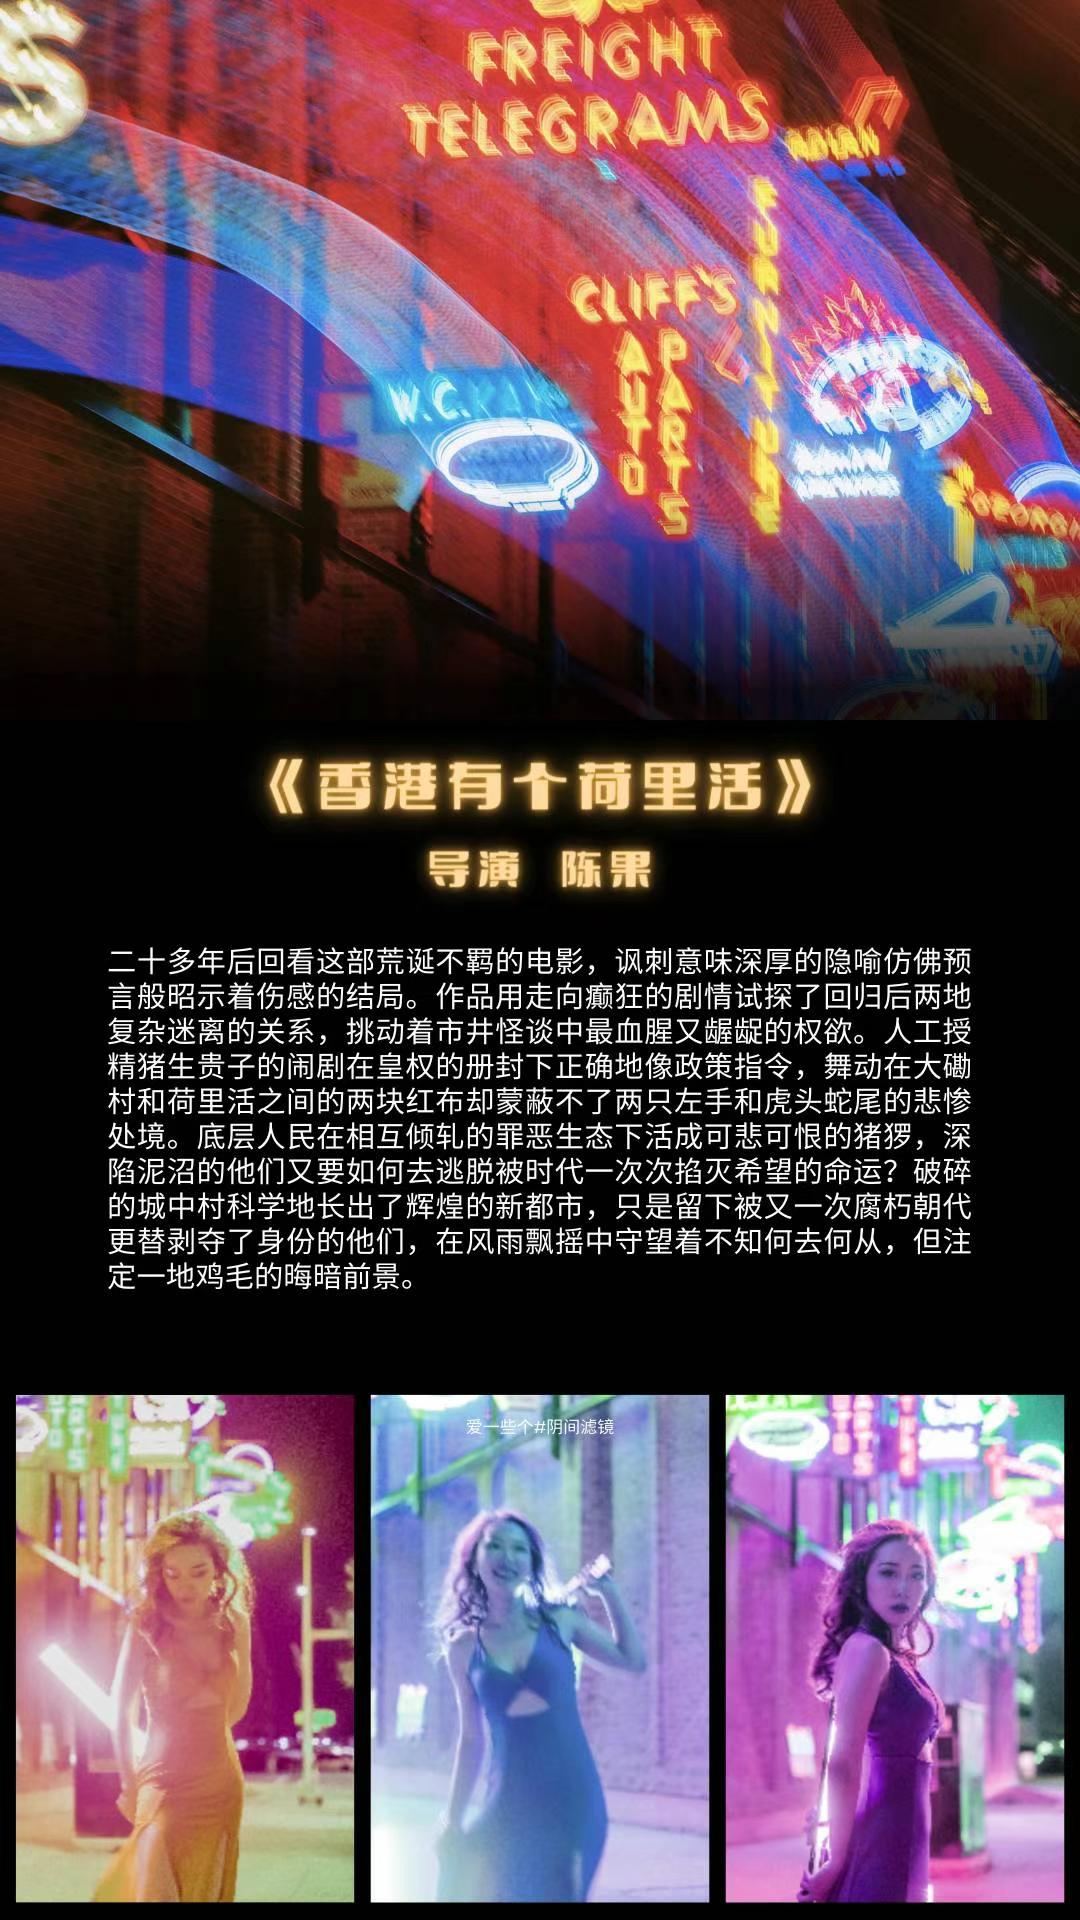 S
FREIGHT
TELEGRAMS
FURNITURE
CLIFF'S
AUTO PARTS
W.C.
《香港有个荷里活》
导演 陈果
二十多年后回看这部荒诞不羁的电影，讽刺意味深厚的隐喻仿佛预
言般昭示着伤感的结局。作品用走向癫狂的剧情试探了回归后两地
复杂迷离的关系，挑动着市井怪谈中最血腥又龌龊的权欲。人工授
精猪生贵子的闹剧在皇权的册封下正确地像政策指令，舞动在大磡
村和荷里活之间的两块红布却蒙蔽不了两只左手和虎头蛇尾的悲惨
处境。底层人民在相互倾轧的罪恶生态下活成可悲可恨的猪猡，深
陷泥沼的他们又要如何去逃脱被时代一次次掐灭希望的命运？破碎
的城中村科学地长出了辉煌的新都市，只是留下被又一次腐朽朝代
更替剥夺了身份的他们，在风雨飘摇中守望着不知何去何从，但注
定一地鸡毛的晦暗前景。
爱一些个#阴间滤镜